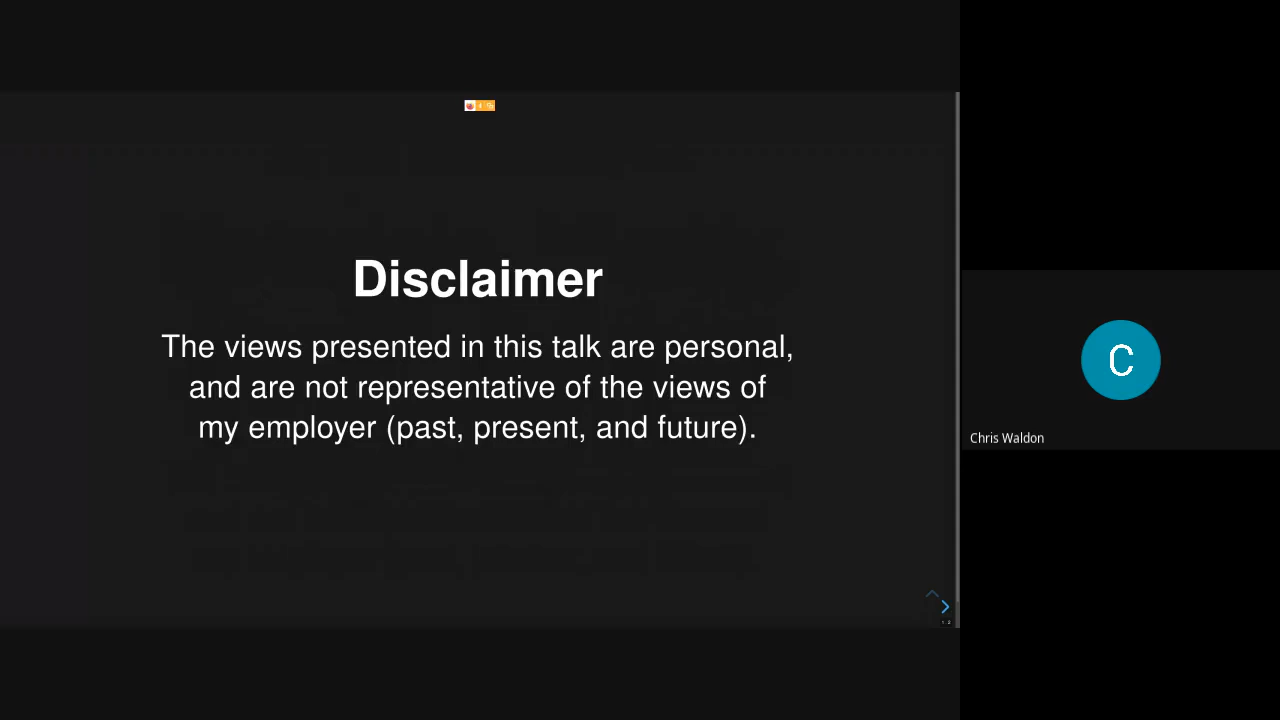 Disclaimer
The views presented in this talk are personal,
and are not representative of the views of
my employer (past, present, and future).
C
Chris Waldon